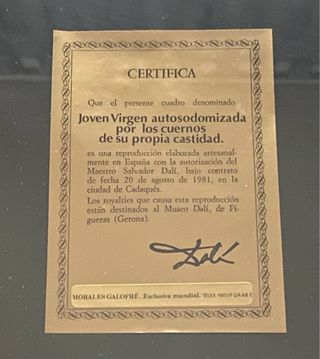 CERTIFICA
Que el presente cuadro denominado
Joven Virgen autosodomizada
por los cuernos
de su propia castidad.
es una reproducción elaborada artesanal-
mente en España con la autorización del
Maestro Salvador Dalí, bajo contrato
de fecha 20 de agosto de 1981, en
la ciudad de Cadaqués.
Los royalties que causa esta reproducción
están destinados al Museo Dalí, de Fi-
gueras (Gerona).
Dalí
MORALES GALOFRÉ. Exclusiva mundial. TELEX 98059 GAAB E